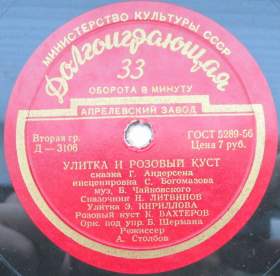 МИНИСТЕРСТВО КУЛЬТУРЫ СССР
Долгоиграющая
33
ОБОРОТА В МИНУТУ
АПРЕЛЕВСКИЙ ЗАВОД
Вторая гр.
Д—3106
ГОСТ 5289-56
Цена 7 руб.
УЛИТКА И РОЗОВЫЙ КУСТ
сказка Г. Андерсена
инсценировка С. Богомазова
муз. Б. Чайковского
Сказочник Н. ЛИТВИНОВ
Улитка Э. КИРИЛЛОВА
Розовый куст К. ВАХТЕРОВ
Орк. под упр. Б. Шермана
Режиссер
А. Столбов